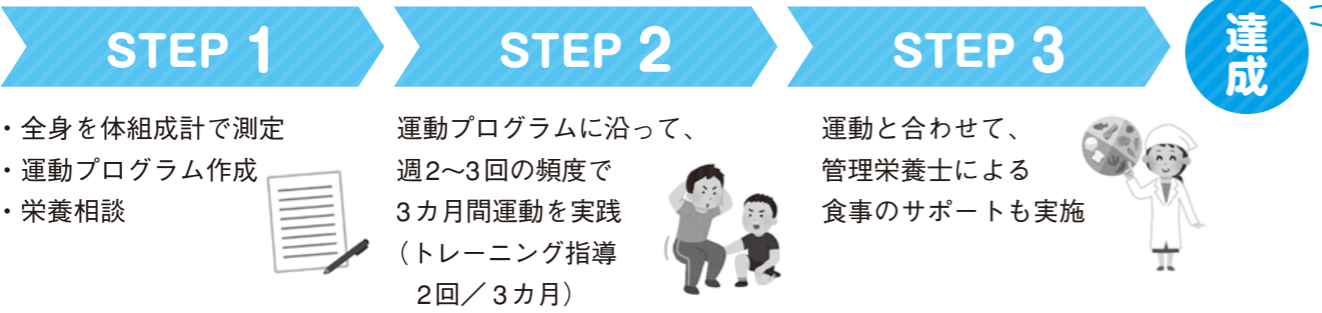 STEP 1
・全身を体組成計で測定
・運動プログラム作成
・栄養相談
STEP 2
運動プログラムに沿って、
週2〜3回の頻度で
3カ月間運動を実践
（トレーニング指導
2回／3カ月）
STEP 3
運動と合わせて、
管理栄養士による
食事のサポートも実施
達成